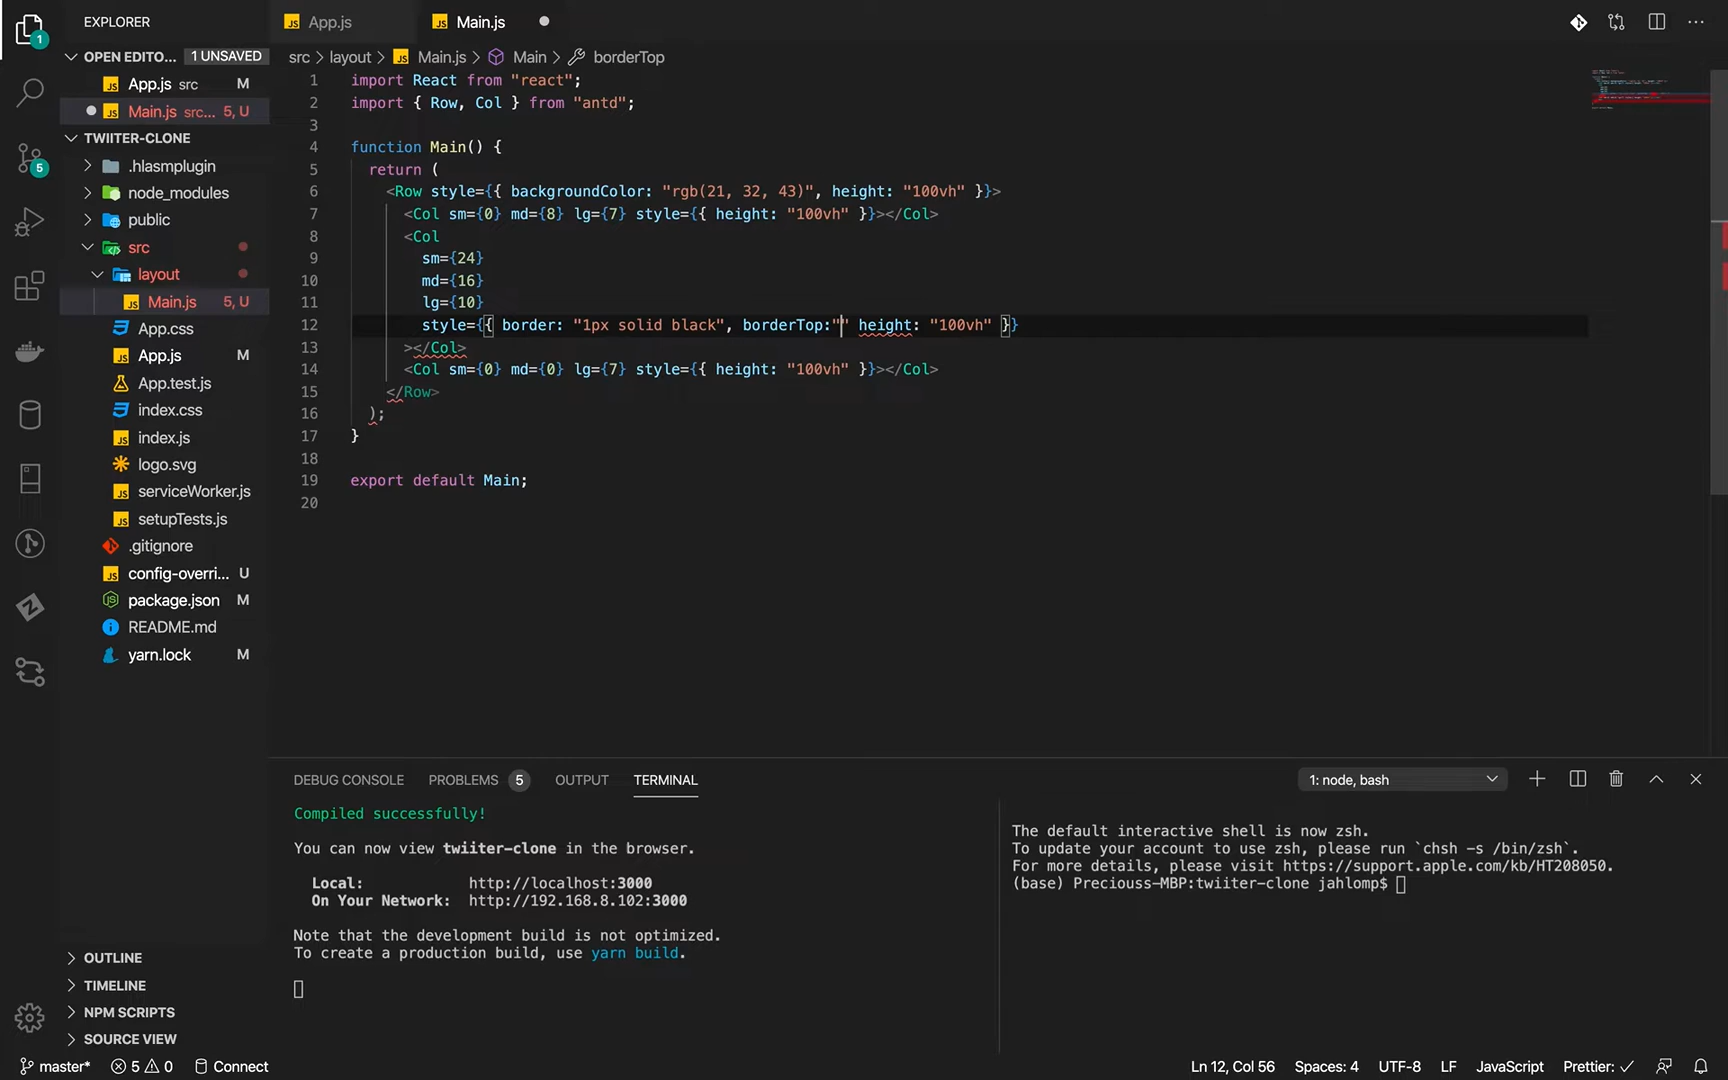 EXPLORER
OPEN EDITO... 1 UNSAVED
App.js src M
Main.js src... 5, U
TWIITER-CLONE
.hlasmplugin
node_modules
public
src
layout
Main.js 5, U
App.css
App.js M
App.test.js
index.css
index.js
logo.svg
serviceWorker.js
setupTests.js
.gitignore
config-overri... U
package.json M
README.md
yarn.lock M
OUTLINE
TIMELINE
NPM SCRIPTS
SOURCE VIEW
1
5
App.js
Main.js
src > layout > Main.js > Main > borderTop
1 import React from "react";
2 import { Row, Col } from "antd";
3
4 function Main() {
5 return (
6 <Row style={{ backgroundColor: "rgb(21, 32, 43)", height: "100vh" }}>
7 <Col sm={0} md={8} lg={7} style={{ height: "100vh" }}></Col>
8 <Col
9 sm={24}
10 md={16}
11 lg={10}
12 style={{ border: "1px solid black", borderTop:"" height: "100vh" }}
13 ></Col>
14 <Col sm={0} md={0} lg={7} style={{ height: "100vh" }}></Col>
15 </Row>
16 );
17 }
18
19 export default Main;
20
DEBUG CONSOLE PROBLEMS 5 OUTPUT TERMINAL 1: node, bash
Compiled successfully!
You can now view twiiter-clone in the browser.
Local: http://localhost:3000
On Your Network: http://192.168.8.102:3000
Note that the development build is not optimized.
To create a production build, use yarn build.
The default interactive shell is now zsh.
To update your account to use zsh, please run `chsh -s /bin/zsh`.
For more details, please visit https://support.apple.com/kb/HT208050.
(base) Preciouss-MBP:twiiter-clone jahlomp$
master* 5 0 Connect Ln 12, Col 56 Spaces: 4 UTF-8 LF JavaScript Prettier: ✓